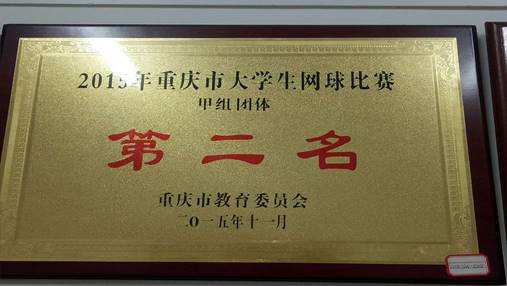 2015年重庆市大学生网球比赛
甲组团体
第二名
重庆市教育委员会
二〇一五年十一月